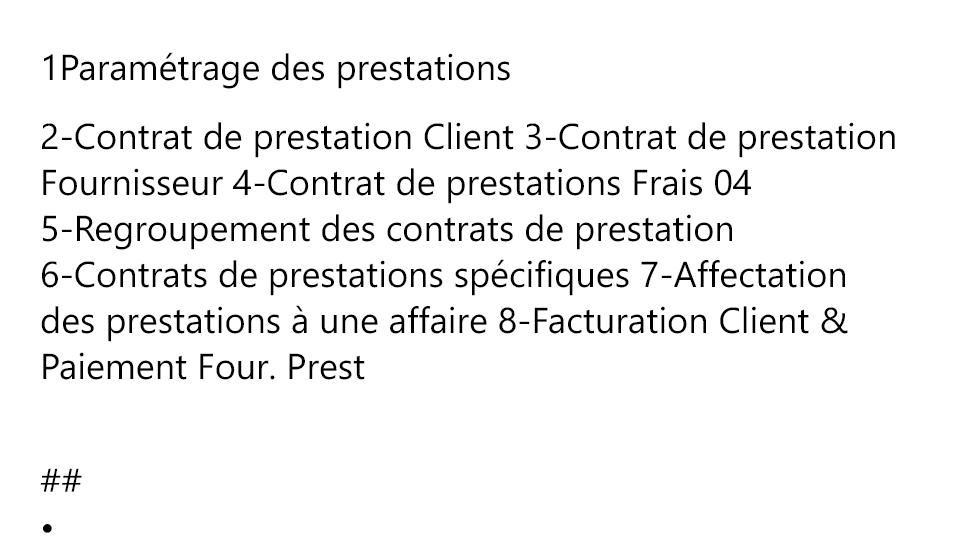 1Paramétrage des prestations
2-Contrat de prestation Client 3-Contrat de prestation
Fournisseur 4-Contrat de prestations Frais 04
5-Regroupement des contrats de prestation
6-Contrats de prestations spécifiques 7-Affectation
des prestations à une affaire 8-Facturation Client &
Paiement Four. Prest
##
•